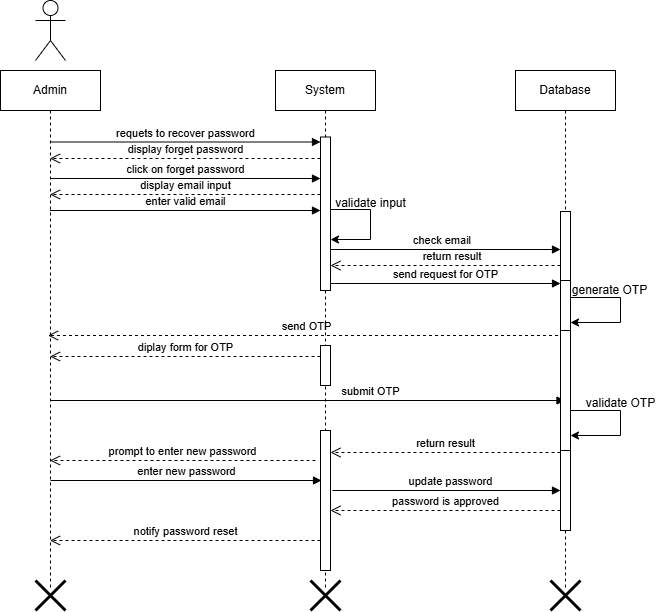 Admin
System
Database
requets to recover password
display forget password
click on forget password
display email input
enter valid email
validate input
check email
return result
send request for OTP
generate OTP
send OTP
diplay form for OTP
submit OTP
validate OTP
return result
prompt to enter new password
enter new password
update password
password is approved
notify password reset